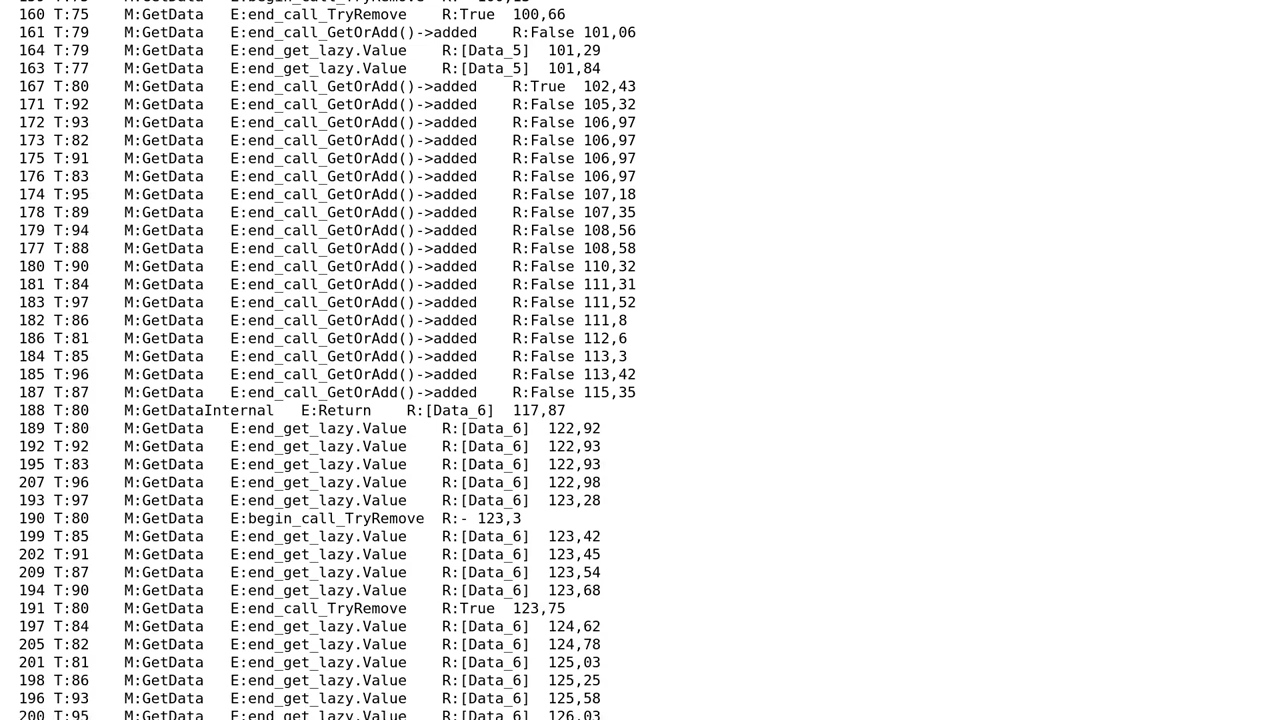 160 T:75 M:GetData E:end_call_TryRemove R:True 100,66
161 T:79 M:GetData E:end_call_GetOrAdd()->added R:False 101,06
164 T:79 M:GetData E:end_get_lazy.Value R:[Data_5] 101,29
163 T:77 M:GetData E:end_get_lazy.Value R:[Data_5] 101,84
167 T:80 M:GetData E:end_call_GetOrAdd()->added R:True 102,43
171 T:92 M:GetData E:end_call_GetOrAdd()->added R:False 105,32
172 T:93 M:GetData E:end_call_GetOrAdd()->added R:False 106,97
173 T:82 M:GetData E:end_call_GetOrAdd()->added R:False 106,97
175 T:91 M:GetData E:end_call_GetOrAdd()->added R:False 106,97
176 T:83 M:GetData E:end_call_GetOrAdd()->added R:False 106,97
174 T:95 M:GetData E:end_call_GetOrAdd()->added R:False 107,18
178 T:89 M:GetData E:end_call_GetOrAdd()->added R:False 107,35
179 T:94 M:GetData E:end_call_GetOrAdd()->added R:False 108,56
177 T:88 M:GetData E:end_call_GetOrAdd()->added R:False 108,58
180 T:90 M:GetData E:end_call_GetOrAdd()->added R:False 110,32
181 T:84 M:GetData E:end_call_GetOrAdd()->added R:False 111,31
183 T:97 M:GetData E:end_call_GetOrAdd()->added R:False 111,52
182 T:86 M:GetData E:end_call_GetOrAdd()->added R:False 111,8
186 T:81 M:GetData E:end_call_GetOrAdd()->added R:False 112,6
184 T:85 M:GetData E:end_call_GetOrAdd()->added R:False 113,3
185 T:96 M:GetData E:end_call_GetOrAdd()->added R:False 113,42
187 T:87 M:GetData E:end_call_GetOrAdd()->added R:False 115,35
188 T:80 M:GetDataInternal E:Return R:[Data_6] 117,87
189 T:80 M:GetData E:end_get_lazy.Value R:[Data_6] 122,92
192 T:92 M:GetData E:end_get_lazy.Value R:[Data_6] 122,93
195 T:83 M:GetData E:end_get_lazy.Value R:[Data_6] 122,93
207 T:96 M:GetData E:end_get_lazy.Value R:[Data_6] 122,98
193 T:97 M:GetData E:end_get_lazy.Value R:[Data_6] 123,28
190 T:80 M:GetData E:begin_call_TryRemove R:- 123,3
199 T:85 M:GetData E:end_get_lazy.Value R:[Data_6] 123,42
202 T:91 M:GetData E:end_get_lazy.Value R:[Data_6] 123,45
209 T:87 M:GetData E:end_get_lazy.Value R:[Data_6] 123,54
194 T:90 M:GetData E:end_get_lazy.Value R:[Data_6] 123,68
191 T:80 M:GetData E:end_call_TryRemove R:True 123,75
197 T:84 M:GetData E:end_get_lazy.Value R:[Data_6] 124,62
205 T:82 M:GetData E:end_get_lazy.Value R:[Data_6] 124,78
201 T:81 M:GetData E:end_get_lazy.Value R:[Data_6] 125,03
198 T:86 M:GetData E:end_get_lazy.Value R:[Data_6] 125,25
196 T:93 M:GetData E:end_get_lazy.Value R:[Data_6] 125,58
200 T:95 M:GetData E:end_get_lazy.Value R:[Data_6] 126,03